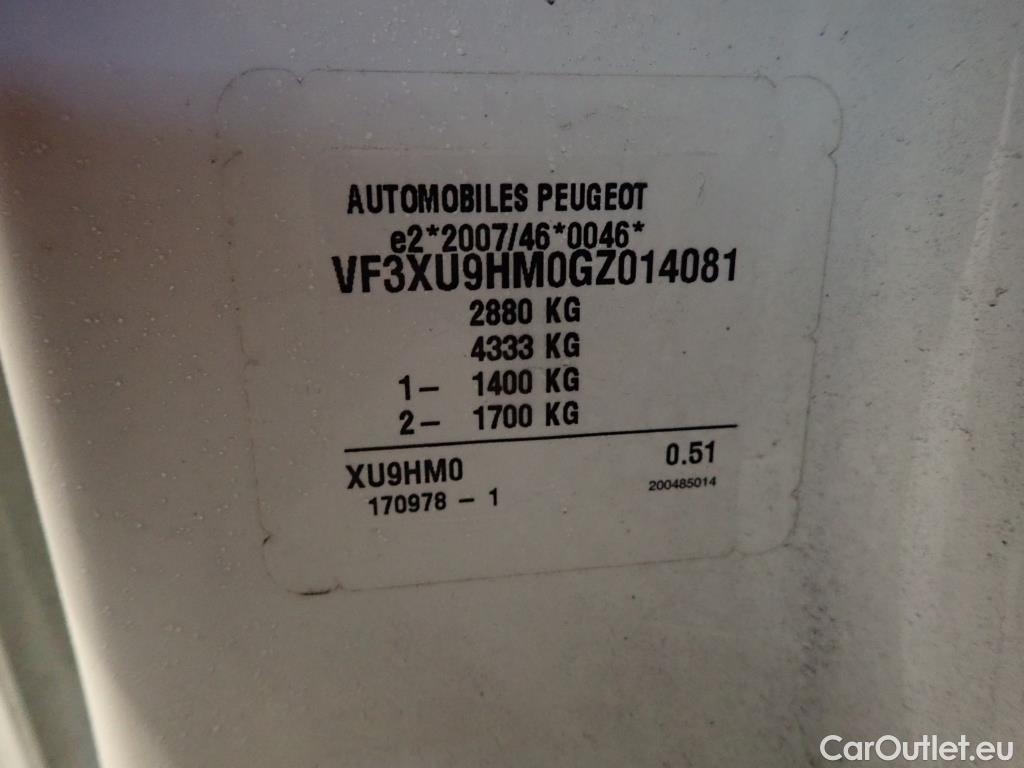 AUTOMOBILES PEUGEOT
e2*2007/46*0046*
VF3XU9HM0GZ014081
2880 KG
4333 KG
1- 1400 KG
2- 1700 KG
XU9HM0 0.51
170978 - 1 200485014
CarOutlet.eu